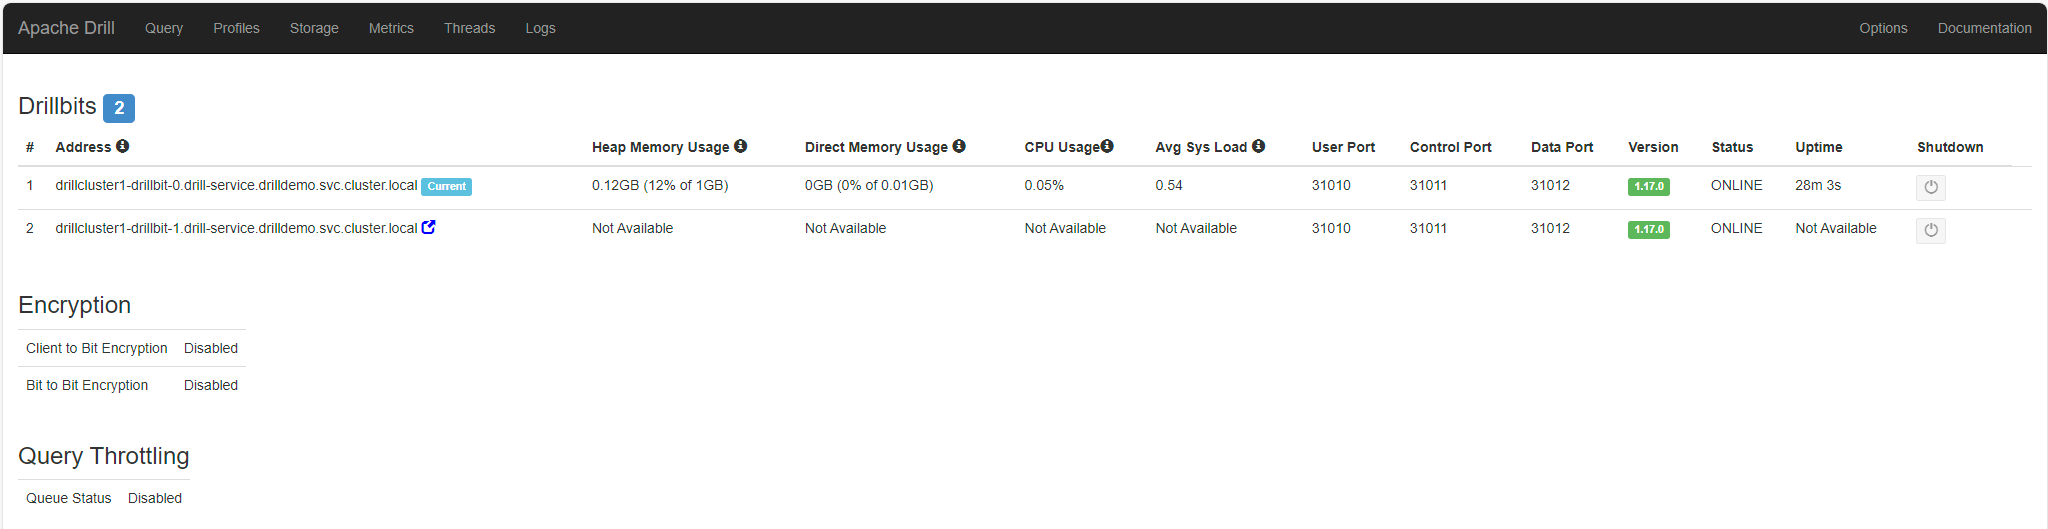 Apache Drill Query Profiles Storage Metrics Threads Logs Options Documentation
Drillbits 2
# Address Heap Memory Usage Direct Memory Usage CPU Usage Avg Sys Load User Port Control Port Data Port Version Status Uptime Shutdown
1 drillcluster1-drillbit-0.drill-service.drilldemo.svc.cluster.local Current 0.12GB (12% of 1GB) 0GB (0% of 0.01GB) 0.05% 0.54 31010 31011 31012 1.17.0 ONLINE 28m 3s
2 drillcluster1-drillbit-1.drill-service.drilldemo.svc.cluster.local Not Available Not Available Not Available Not Available 31010 31011 31012 1.17.0 ONLINE Not Available
Encryption
Client to Bit Encryption Disabled
Bit to Bit Encryption Disabled
Query Throttling
Queue Status Disabled